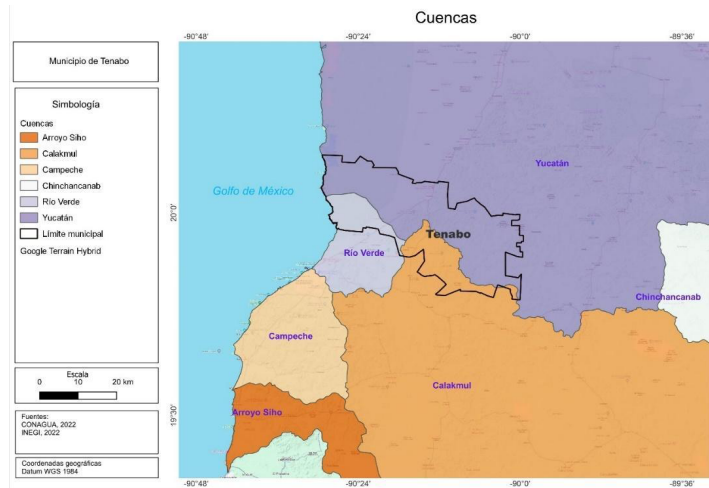 Cuencas
Municipio de Tenabo
Simbología
Cuencas
Arroyo Siho
Calakmul
Campeche
Chinchancanab
Río Verde
Yucatán
Límite municipal
Google Terrain Hybrid
Escala
0 10 20 km
Fuentes:
CONAGUA, 2022
INEGI, 2022
Coordenadas geográficas
Datum WGS 1984
-90°48' -90°24' -90°0' -89°36'
20°0'
19°30'
Golfo de México
Yucatán
Tenabo
Río Verde
Chinchancanab
Campeche
Calakmul
Arroyo Siho
-90°48' -90°24' -90°0' -89°36'